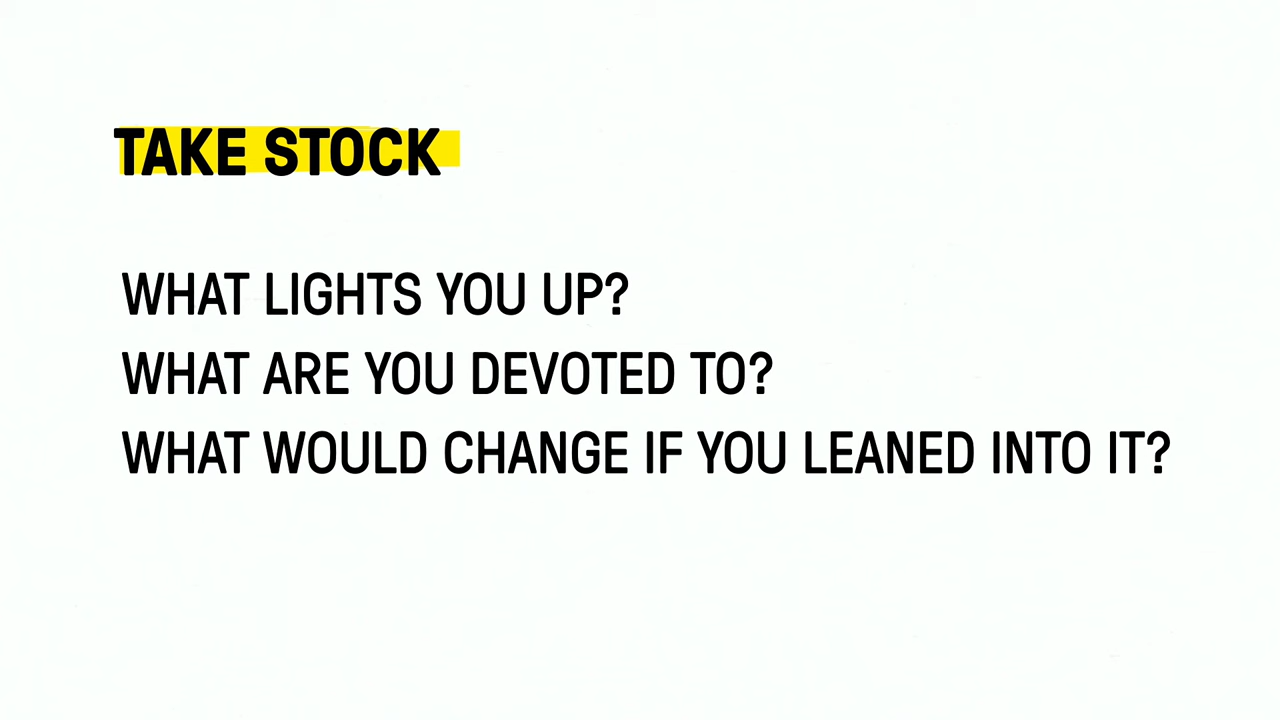 TAKE STOCK
WHAT LIGHTS YOU UP?
WHAT ARE YOU DEVOTED TO?
WHAT WOULD CHANGE IF YOU LEANED INTO IT?